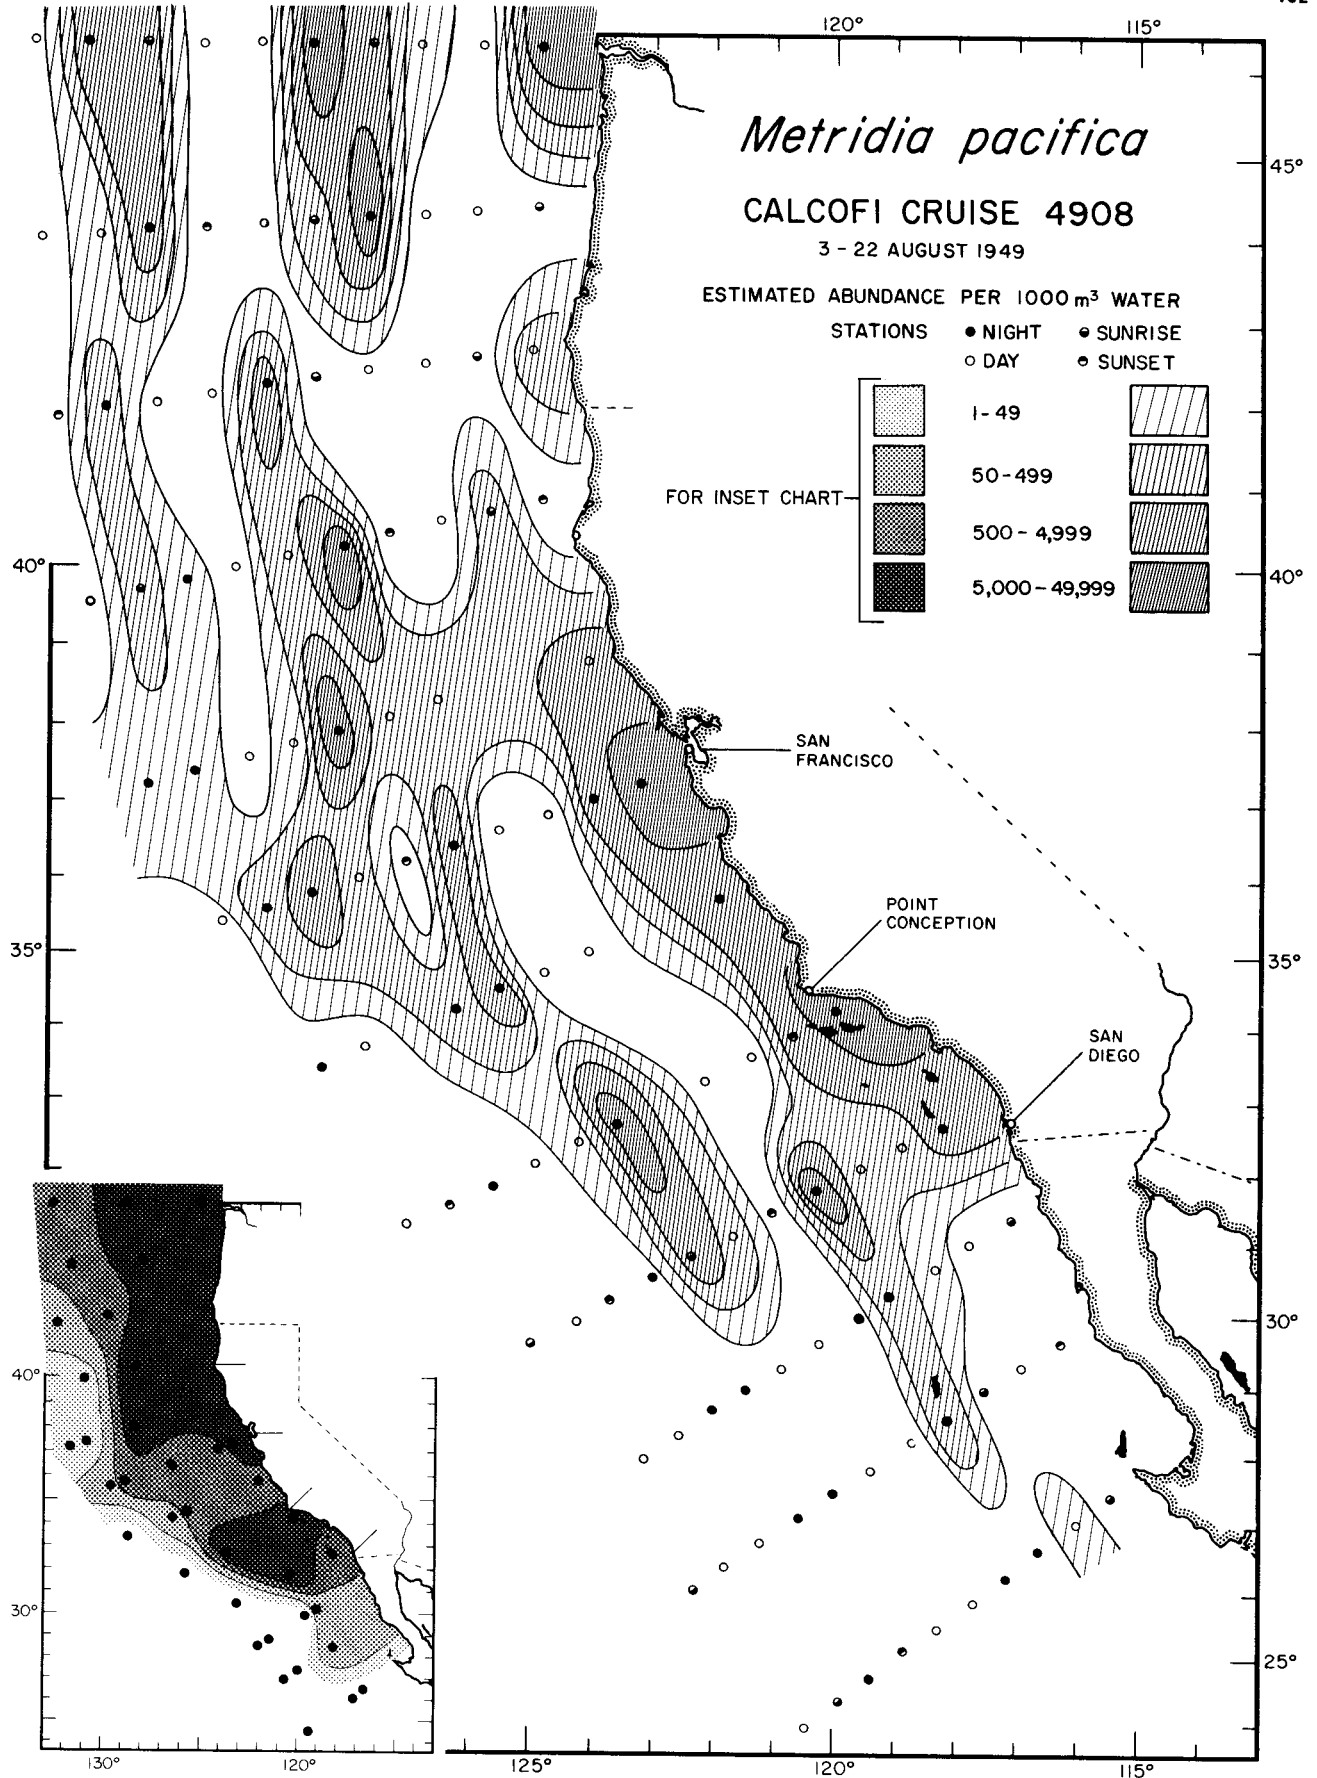 120° 115°
Metridia pacifica
45°
CALCOFI CRUISE 4908
3 - 22 AUGUST 1949
ESTIMATED ABUNDANCE PER 1000 m³ WATER
STATIONS ● NIGHT SUNRISE
○ DAY SUNSET
1 - 49
50 - 499
FOR INSET CHART
500 - 4,999
5,000 - 49,999
40° 40°
SAN
FRANCISCO
POINT
CONCEPTION
35° 35°
SAN
DIEGO
30°
40°
30°
25°
130° 120° 125° 120° 115°